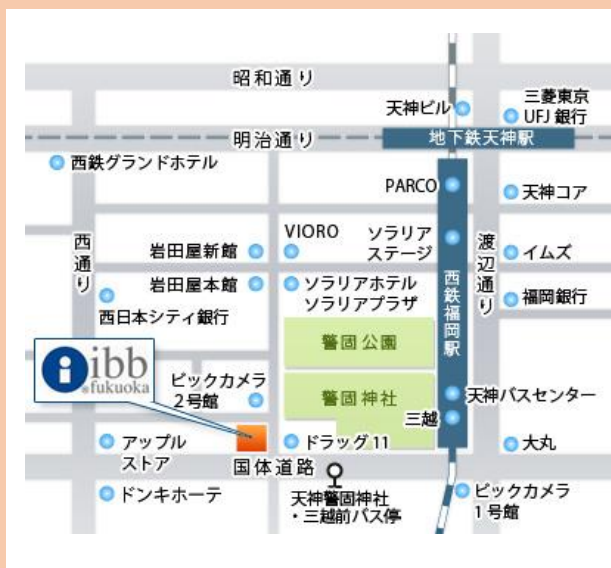 昭和通り
天神ビル
三菱東京
UFJ 銀行
明治通り
地下鉄天神駅
西鉄グランドホテル
PARCO
天神コア
西通り
岩田屋新館
VIORO
ソラリア
ステージ
渡辺通り
イムズ
岩田屋本館
ソラリアホテル
ソラリアプラザ
西鉄福岡駅
福岡銀行
西日本シティ銀行
警固公園
ibb
fukuoka
ビックカメラ
2号館
警固神社
天神バスセンター
三越
アップル
ストア
ドラッグ11
大丸
国体道路
ドンキホーテ
天神警固神社
・三越前バス停
ビックカメラ
1号館